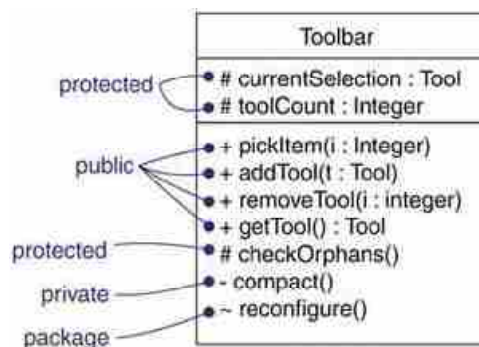 Toolbar
protected
# currentSelection : Tool
# toolCount : Integer
public
+ pickItem(i : Integer)
+ addTool(t : Tool)
+ removeTool(i : integer)
+ getTool() : Tool
protected
# checkOrphans()
private
- compact()
package
~ reconfigure()